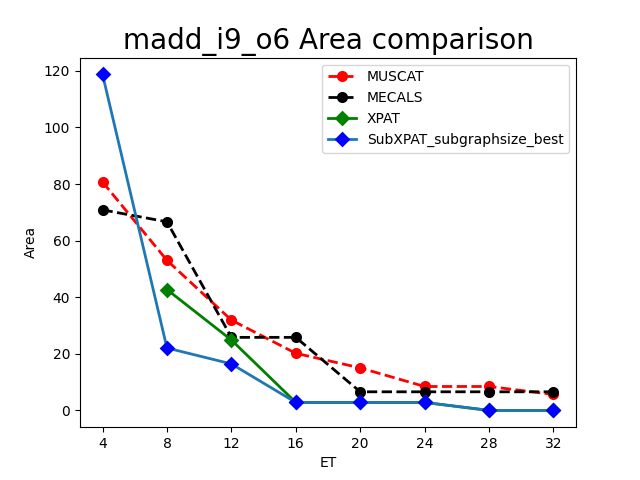 madd_i9_o6 Area comparison
MUSCAT
MECALS
XPAT
SubXPAT_subgraphsize_best
Area
120
100
80
60
40
20
0
4 8 12 16 20 24 28 32
ET